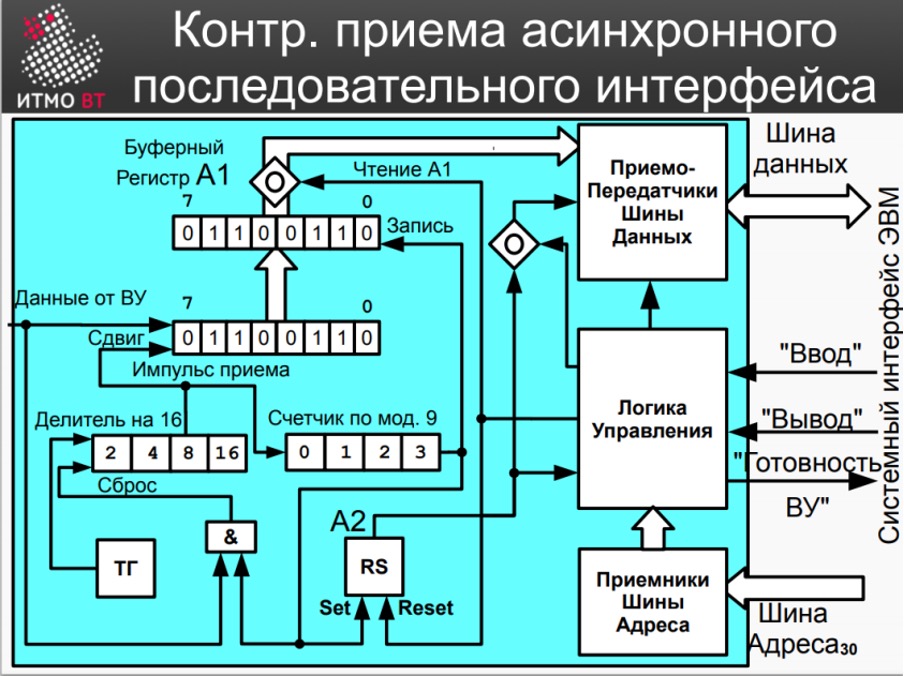 Контр. приема асинхронного
последовательного интерфейса
ИТМО ВТ
Буферный
Регистр А1
Чтение А1
7 0
0 1 1 0 0 1 1 0
Запись
Данные от ВУ
7 0
Сдвиг
0 1 1 0 0 1 1 0
Импульс приема
Делитель на 16
2 4 8 16
Счетчик по мод. 9
0 1 2 3
Сброс
&
ТГ
А2
RS
Set
Reset
Приемо-
Передатчики
Шины
Данных
Шина
данных
О
О
Логика
Управления
"Ввод"
"Вывод"
"Готовность
ВУ"
Системный интерфейс ЭВМ
Приемники
Шины
Адреса
Шина
Адреса
30